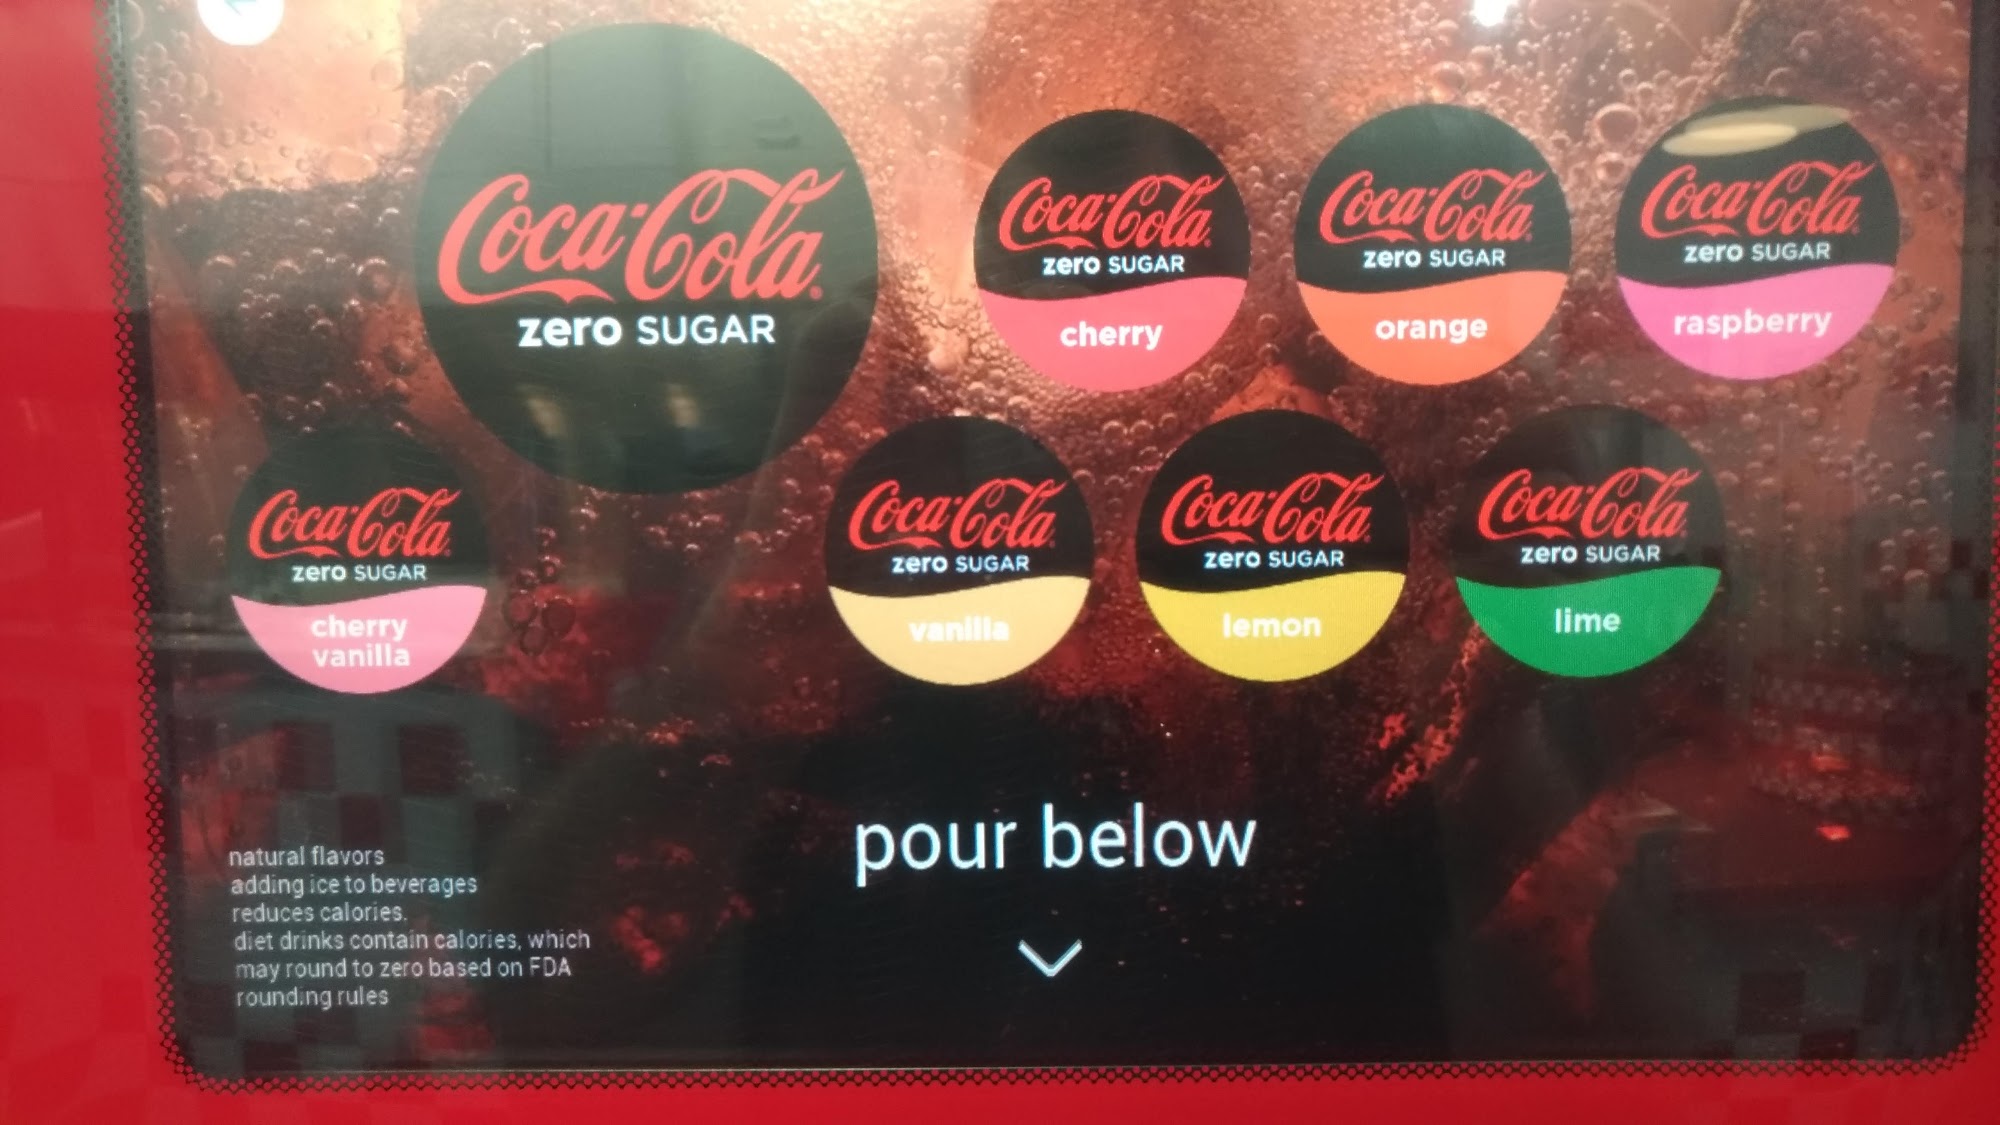 Coca-Cola
zero SUGAR
Coca-Cola
zero SUGAR
cherry
Coca-Cola
zero SUGAR
orange
Coca-Cola
zero SUGAR
raspberry
Coca-Cola
zero SUGAR
cherry
vanilla
Coca-Cola
zero SUGAR
vanilla
Coca-Cola
zero SUGAR
lemon
Coca-Cola
zero SUGAR
lime
pour below
natural flavors
adding ice to beverages
reduces calories.
diet drinks contain calories, which
may round to zero based on FDA
rounding rules